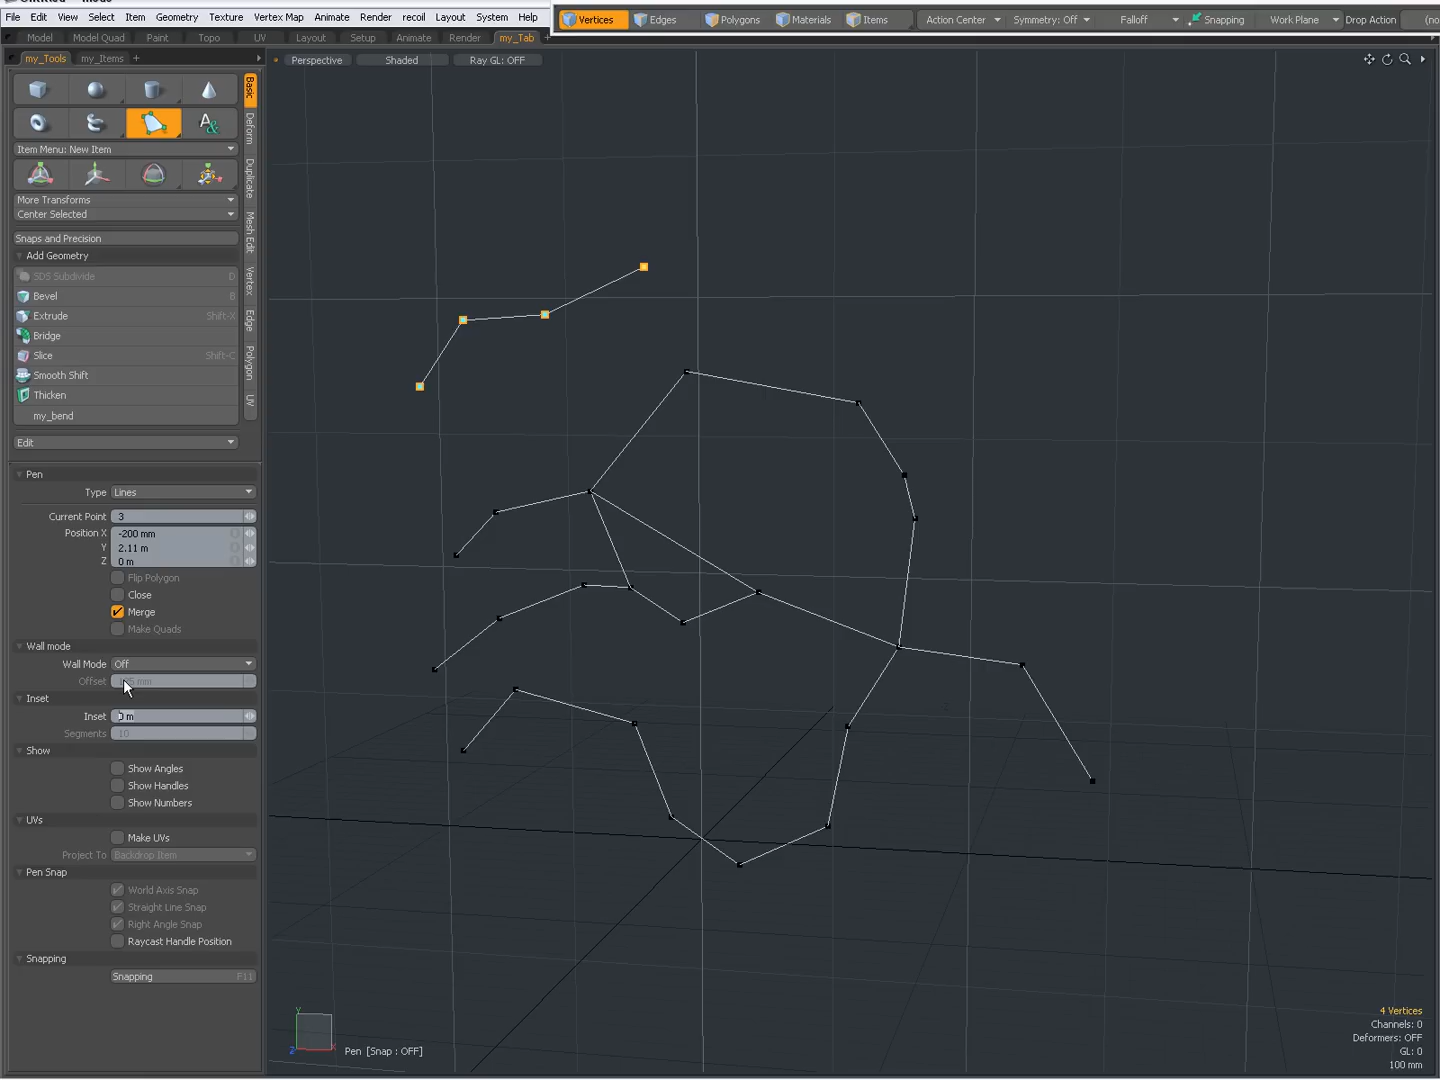 File Edit View Select Item Geometry Texture Vertex Map Animate Render recoil Layout System Help
Vertices Edges Polygons Materials Items Action Center Symmetry: Off Falloff Snapping Work Plane Drop Action (no
Model Model Quad Paint Topo UV Layout Setup Animate Render my_Tab +
my_Tools my_Items +
Perspective Shaded Ray GL: OFF
Basic
Deform
Duplicate
Mesh Edit
Vertex
Edge
Polygon
UV
Item Menu: New Item
More Transforms
Center Selected
Snaps and Precision
Add Geometry
SDS Subdivide D
Bevel B
Extrude Shift-X
Bridge
Slice Shift-C
Smooth Shift
Thicken
my_bend
Edit
Pen
Type Lines
Current Point 3
Position X -200 mm
Y 2.11 m
Z 0 m
Flip Polygon
Close
Merge
Make Quads
Wall mode
Wall Mode Off
Offset mm
Inset
Inset 0 m
Segments 10
Show
Show Angles
Show Handles
Show Numbers
UVs
Make UVs
Project To Backdrop Item
Pen Snap
World Axis Snap
Straight Line Snap
Right Angle Snap
Raycast Handle Position
Snapping
Snapping F11
Y
Z
Pen [Snap : OFF]
4 Vertices
Channels: 0
Deformers: OFF
GL: 0
100 mm